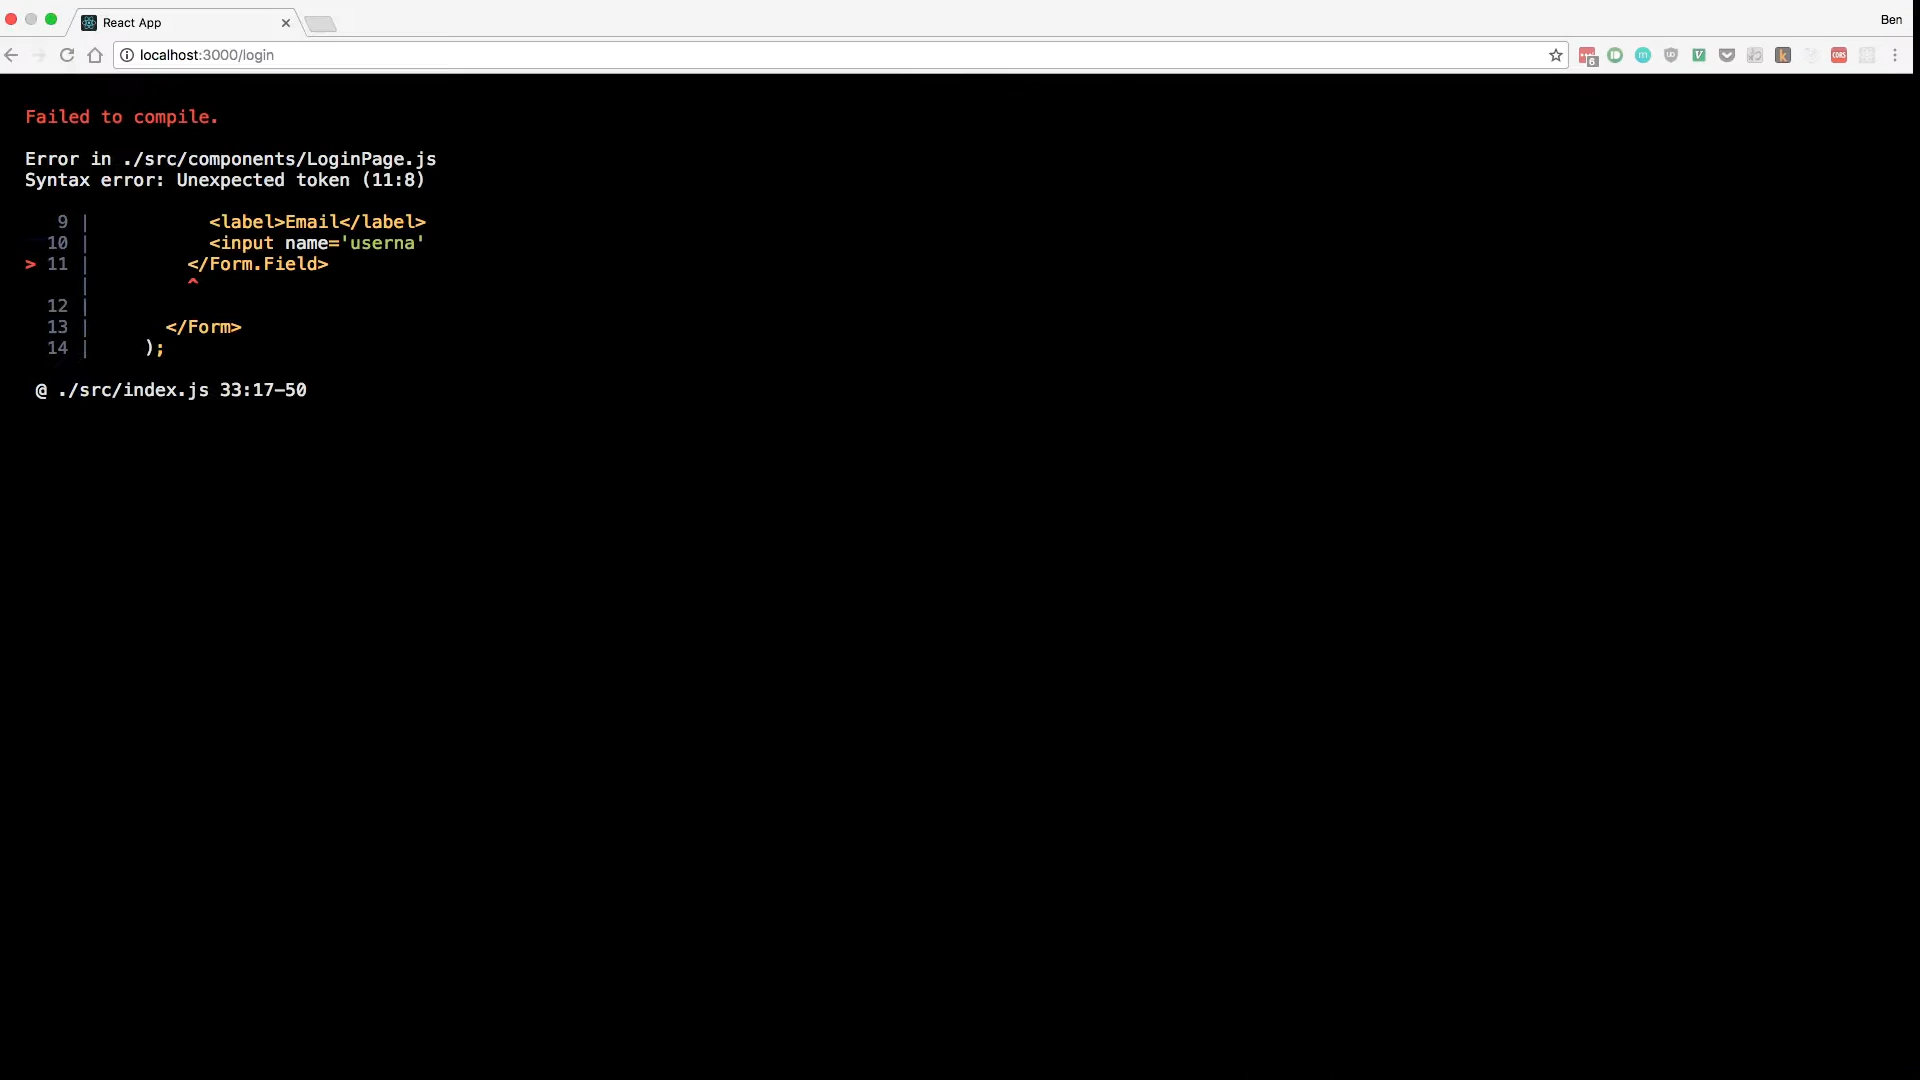 React App
Ben
localhost:3000/login
6
Failed to compile.
Error in ./src/components/LoginPage.js
Syntax error: Unexpected token (11:8)
9 | <label>Email</label>
10 | <input name='userna'
> 11 | </Form.Field>
| ^
12 |
13 | </Form>
14 | );
@ ./src/index.js 33:17-50